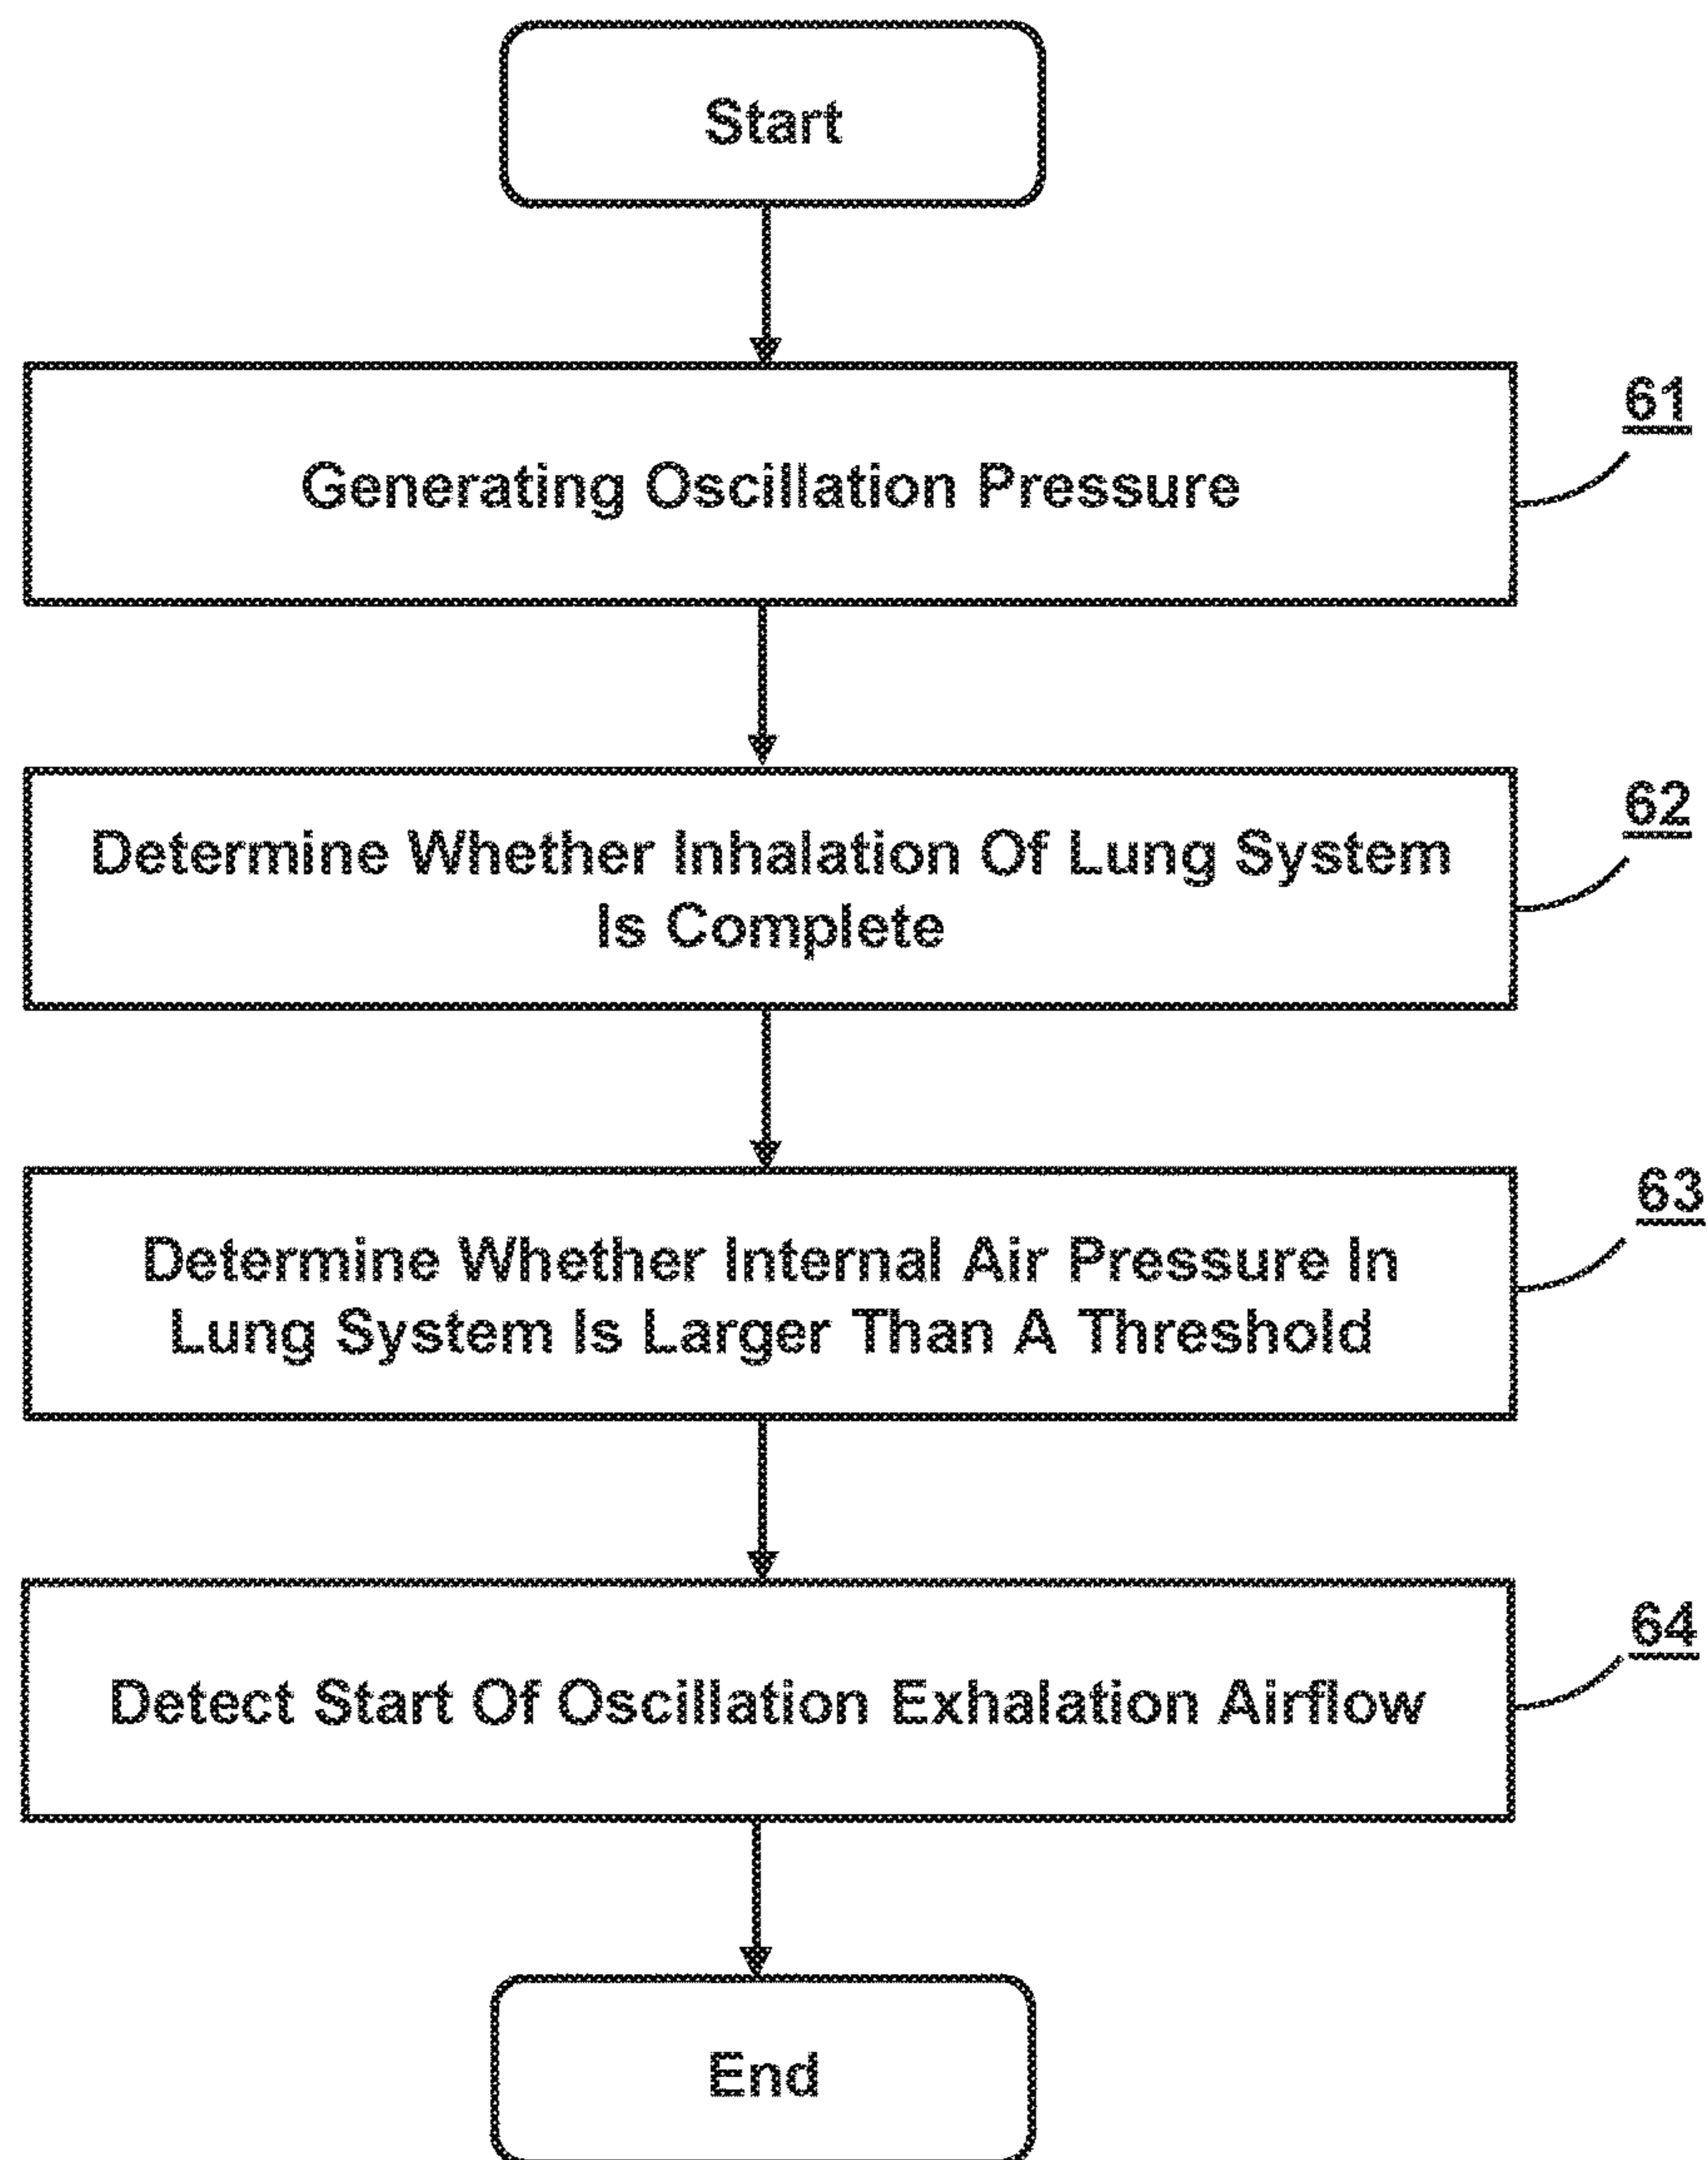 Start
61
Generating Oscillation Pressure
62
Determine Whether Inhalation Of Lung System
Is Complete
63
Determine Whether Internal Air Pressure In
Lung System Is Larger Than A Threshold
64
Detect Start Of Oscillation Exhalation Airflow
End